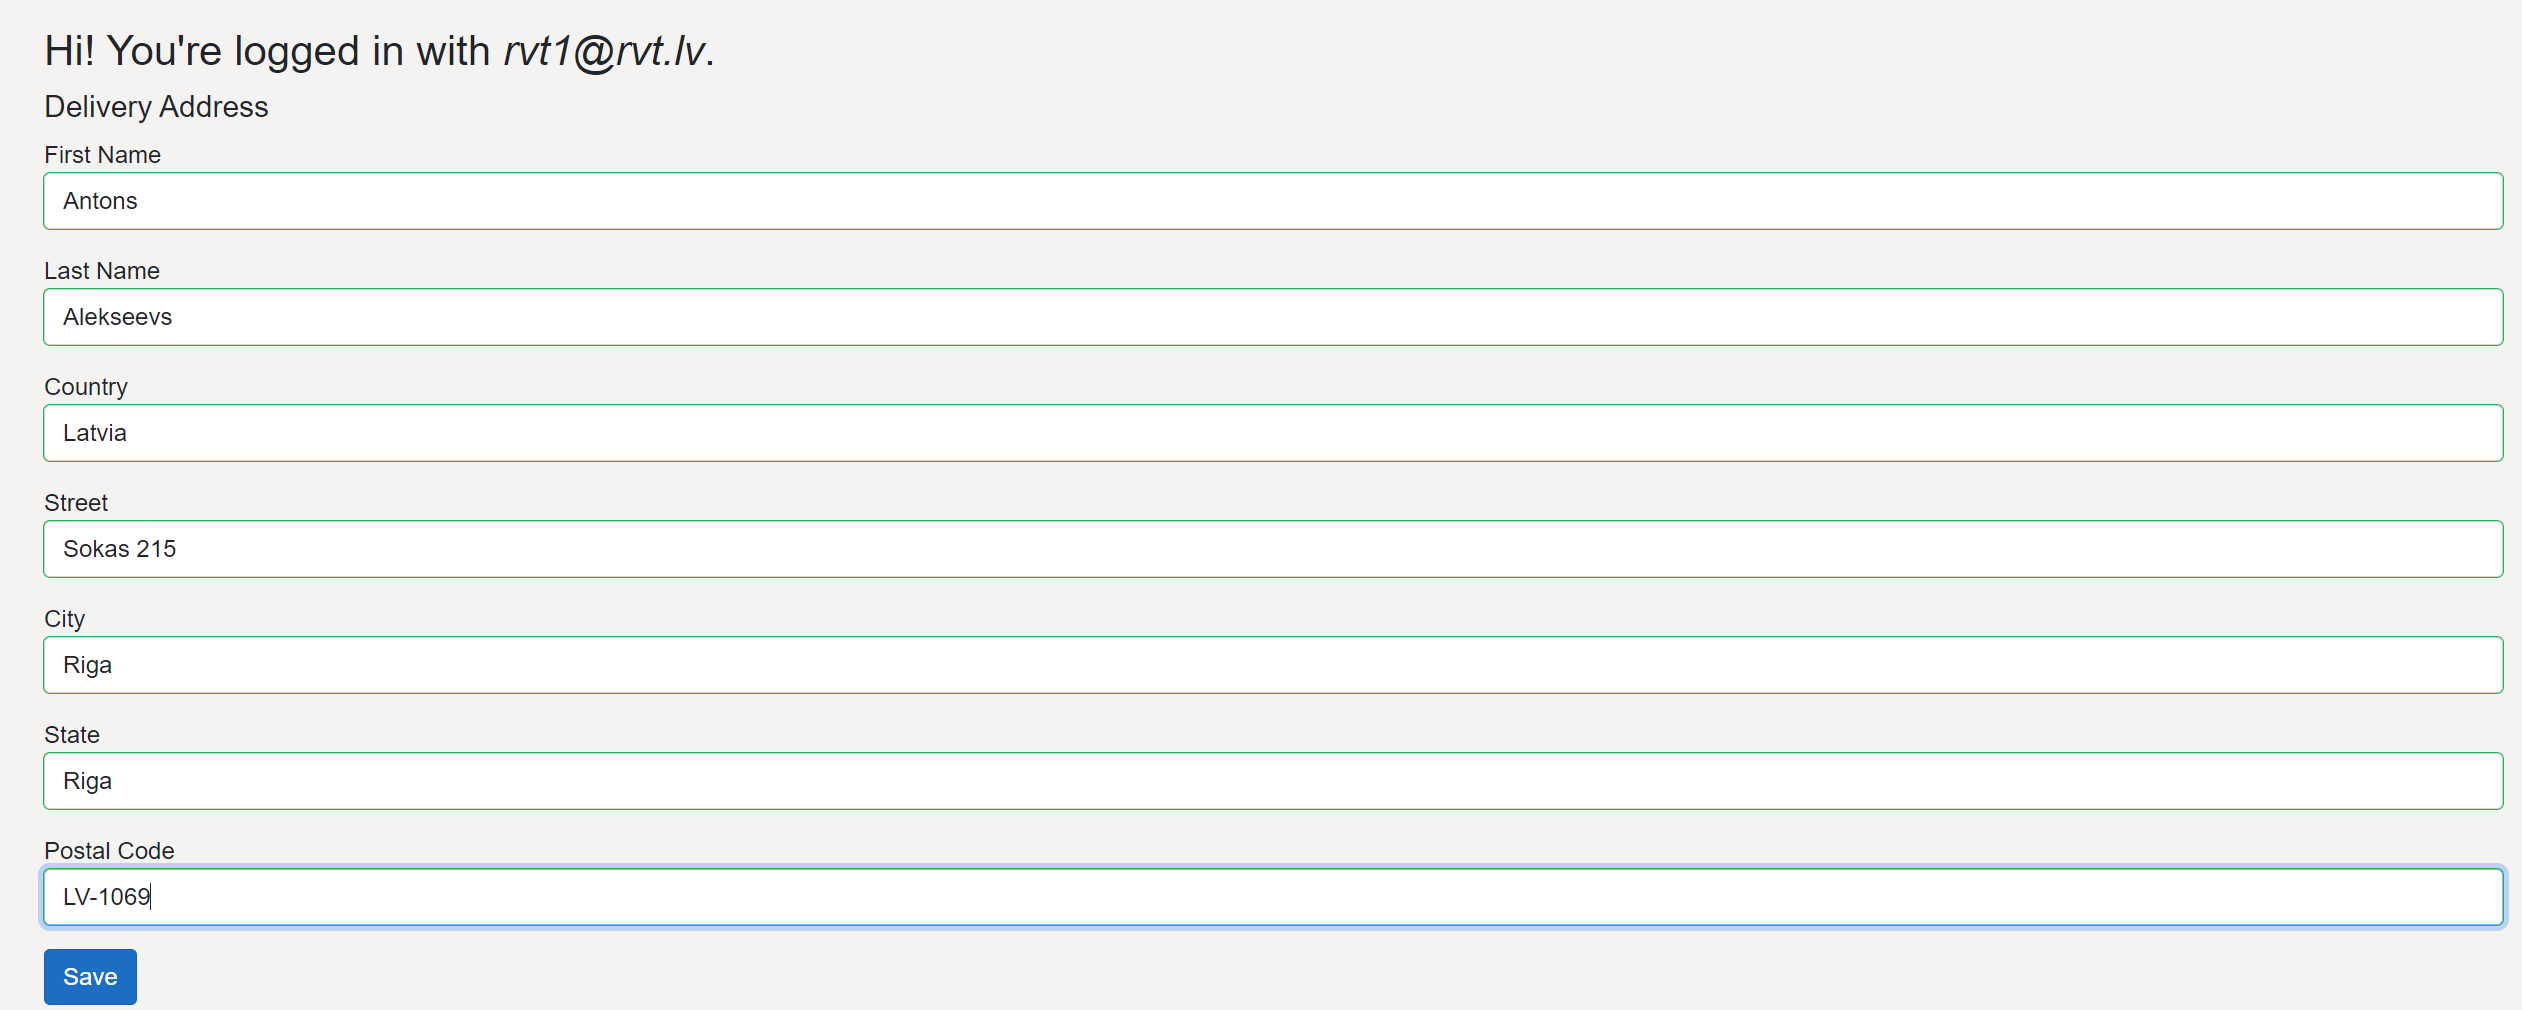 Hi! You're logged in with rvt1@rvt.lv.
Delivery Address
First Name
Antons
Last Name
Alekseevs
Country
Latvia
Street
Sokas 215
City
Riga
State
Riga
Postal Code
LV-1069
Save